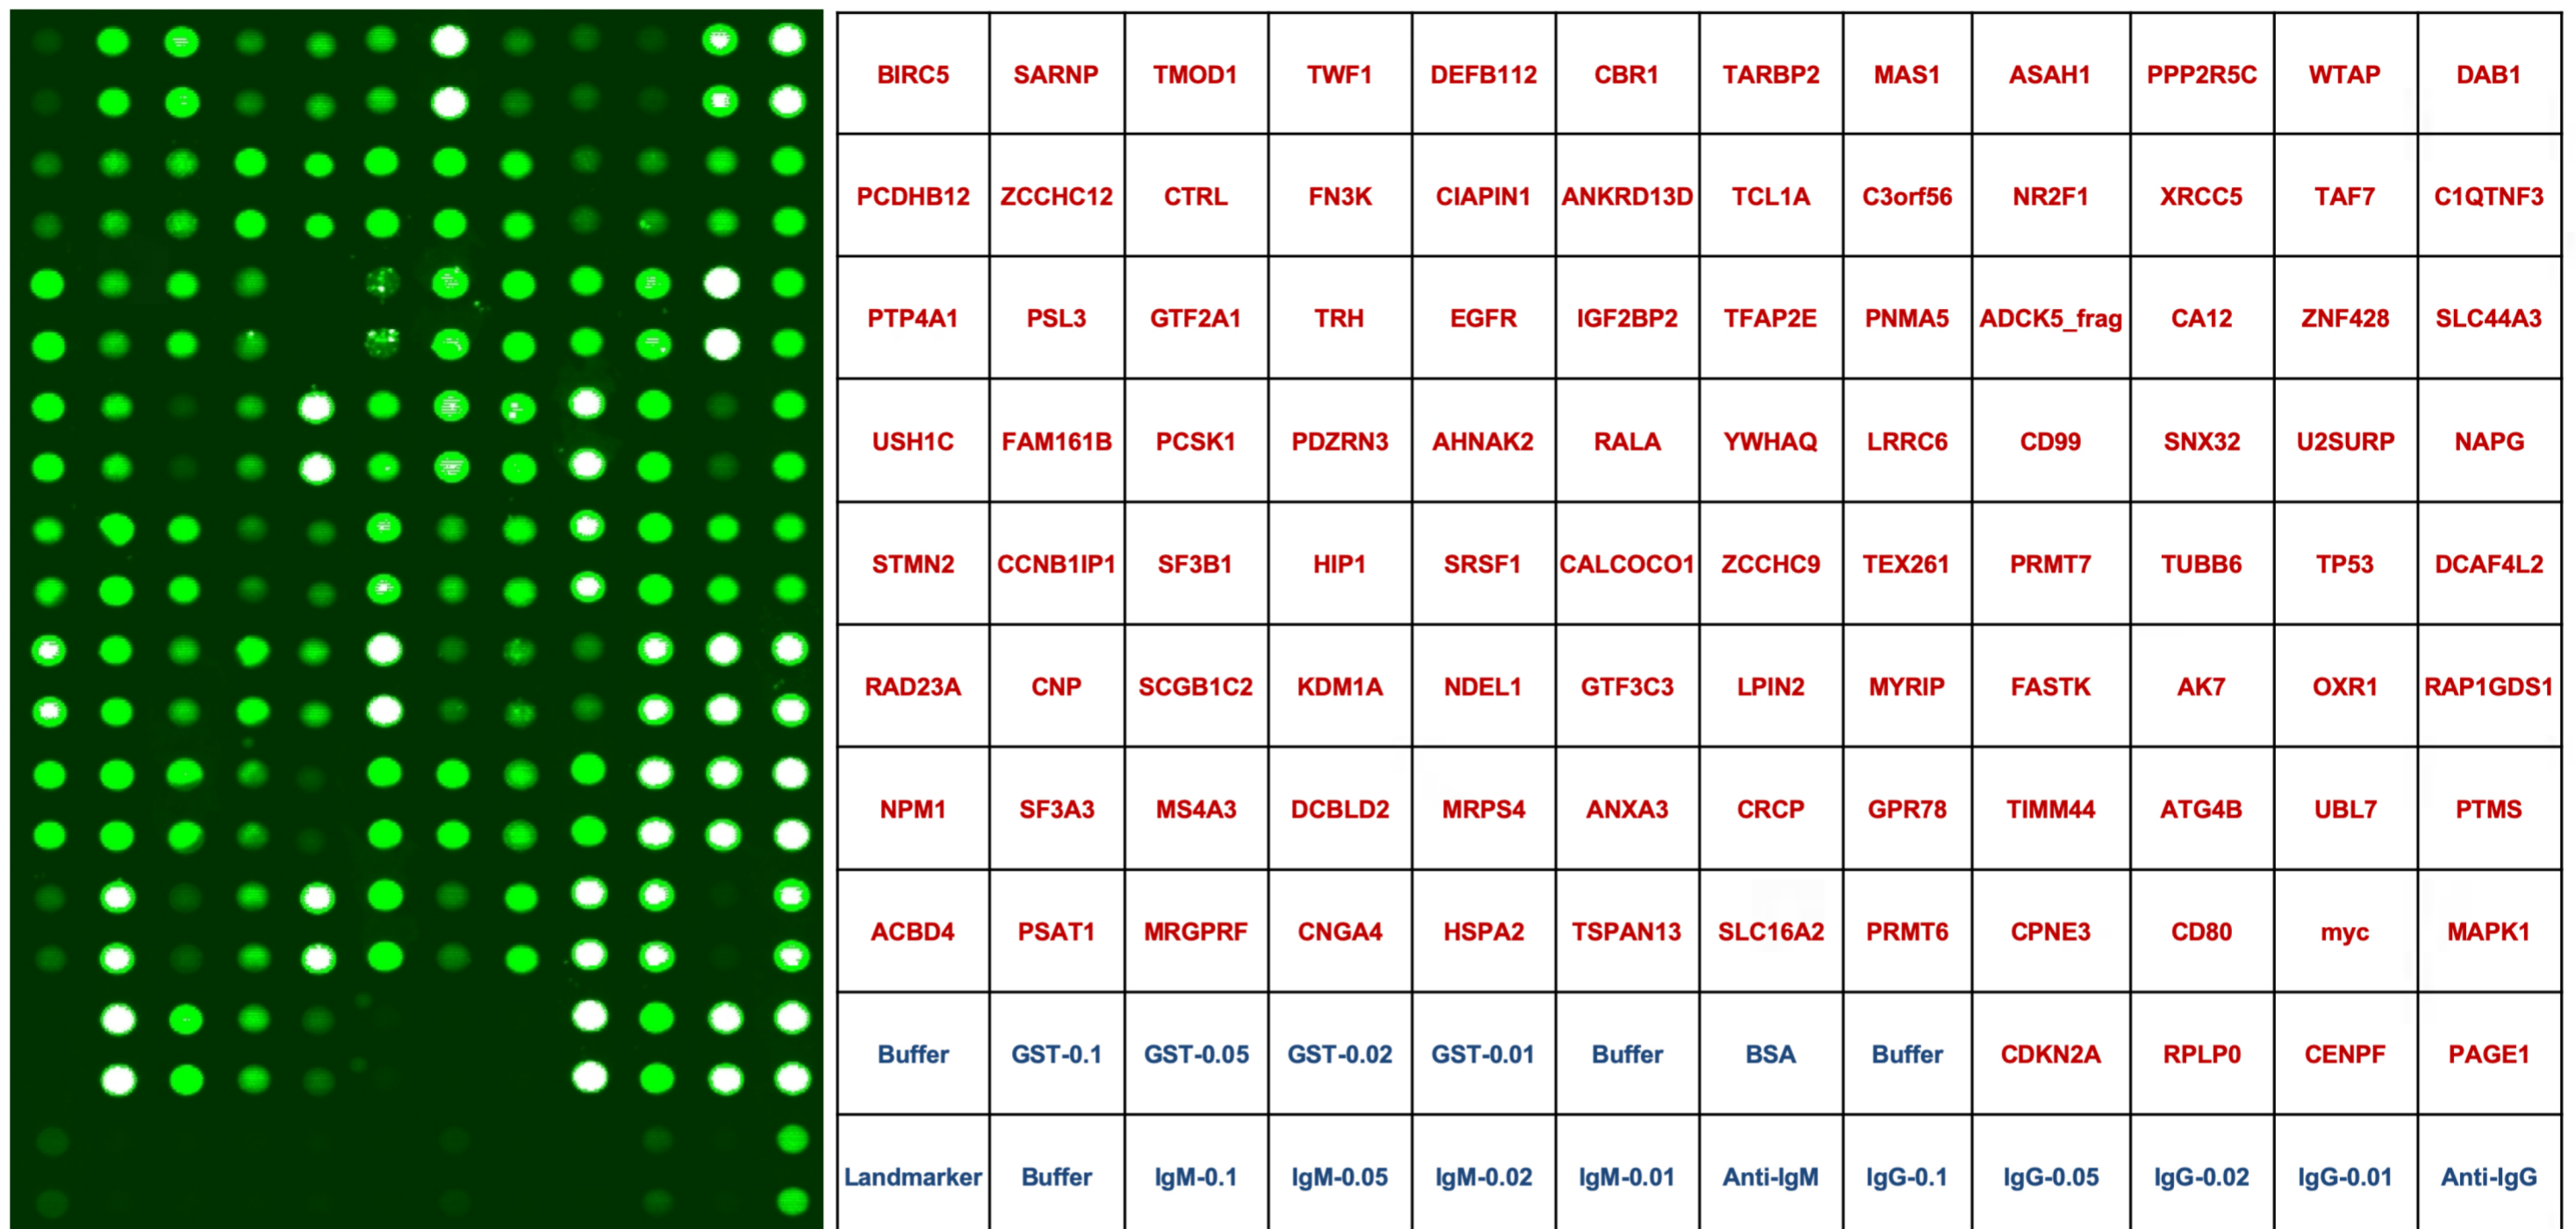 BIRC5 SARNP TMOD1 TWF1 DEFB112 CBR1 TARBP2 MAS1 ASAH1 PPP2R5C WTAP DAB1
PCDHB12 ZCCHC12 CTRL FN3K CIAPIN1 ANKRD13D TCL1A C3orf56 NR2F1 XRCC5 TAF7 C1QTNF3
PTP4A1 PSL3 GTF2A1 TRH EGFR IGF2BP2 TFAP2E PNMA5 ADCK5_frag CA12 ZNF428 SLC44A3
USH1C FAM161B PCSK1 PDZRN3 AHNAK2 RALA YWHAQ LRRC6 CD99 SNX32 U2SURP NAPG
STMN2 CCNB1IP1 SF3B1 HIP1 SRSF1 CALCOCO1 ZCCHC9 TEX261 PRMT7 TUBB6 TP53 DCAF4L2
RAD23A CNP SCGB1C2 KDM1A NDEL1 GTF3C3 LPIN2 MYRIP FASTK AK7 OXR1 RAP1GDS1
NPM1 SF3A3 MS4A3 DCBLD2 MRPS4 ANXA3 CRCP GPR78 TIMM44 ATG4B UBL7 PTMS
ACBD4 PSAT1 MRGPRF CNGA4 HSPA2 TSPAN13 SLC16A2 PRMT6 CPNE3 CD80 myc MAPK1
Buffer GST-0.1 GST-0.05 GST-0.02 GST-0.01 Buffer BSA Buffer CDKN2A RPLP0 CENPF PAGE1
Landmarker Buffer IgM-0.1 IgM-0.05 IgM-0.02 IgM-0.01 Anti-IgM IgG-0.1 IgG-0.05 IgG-0.02 IgG-0.01 Anti-IgG